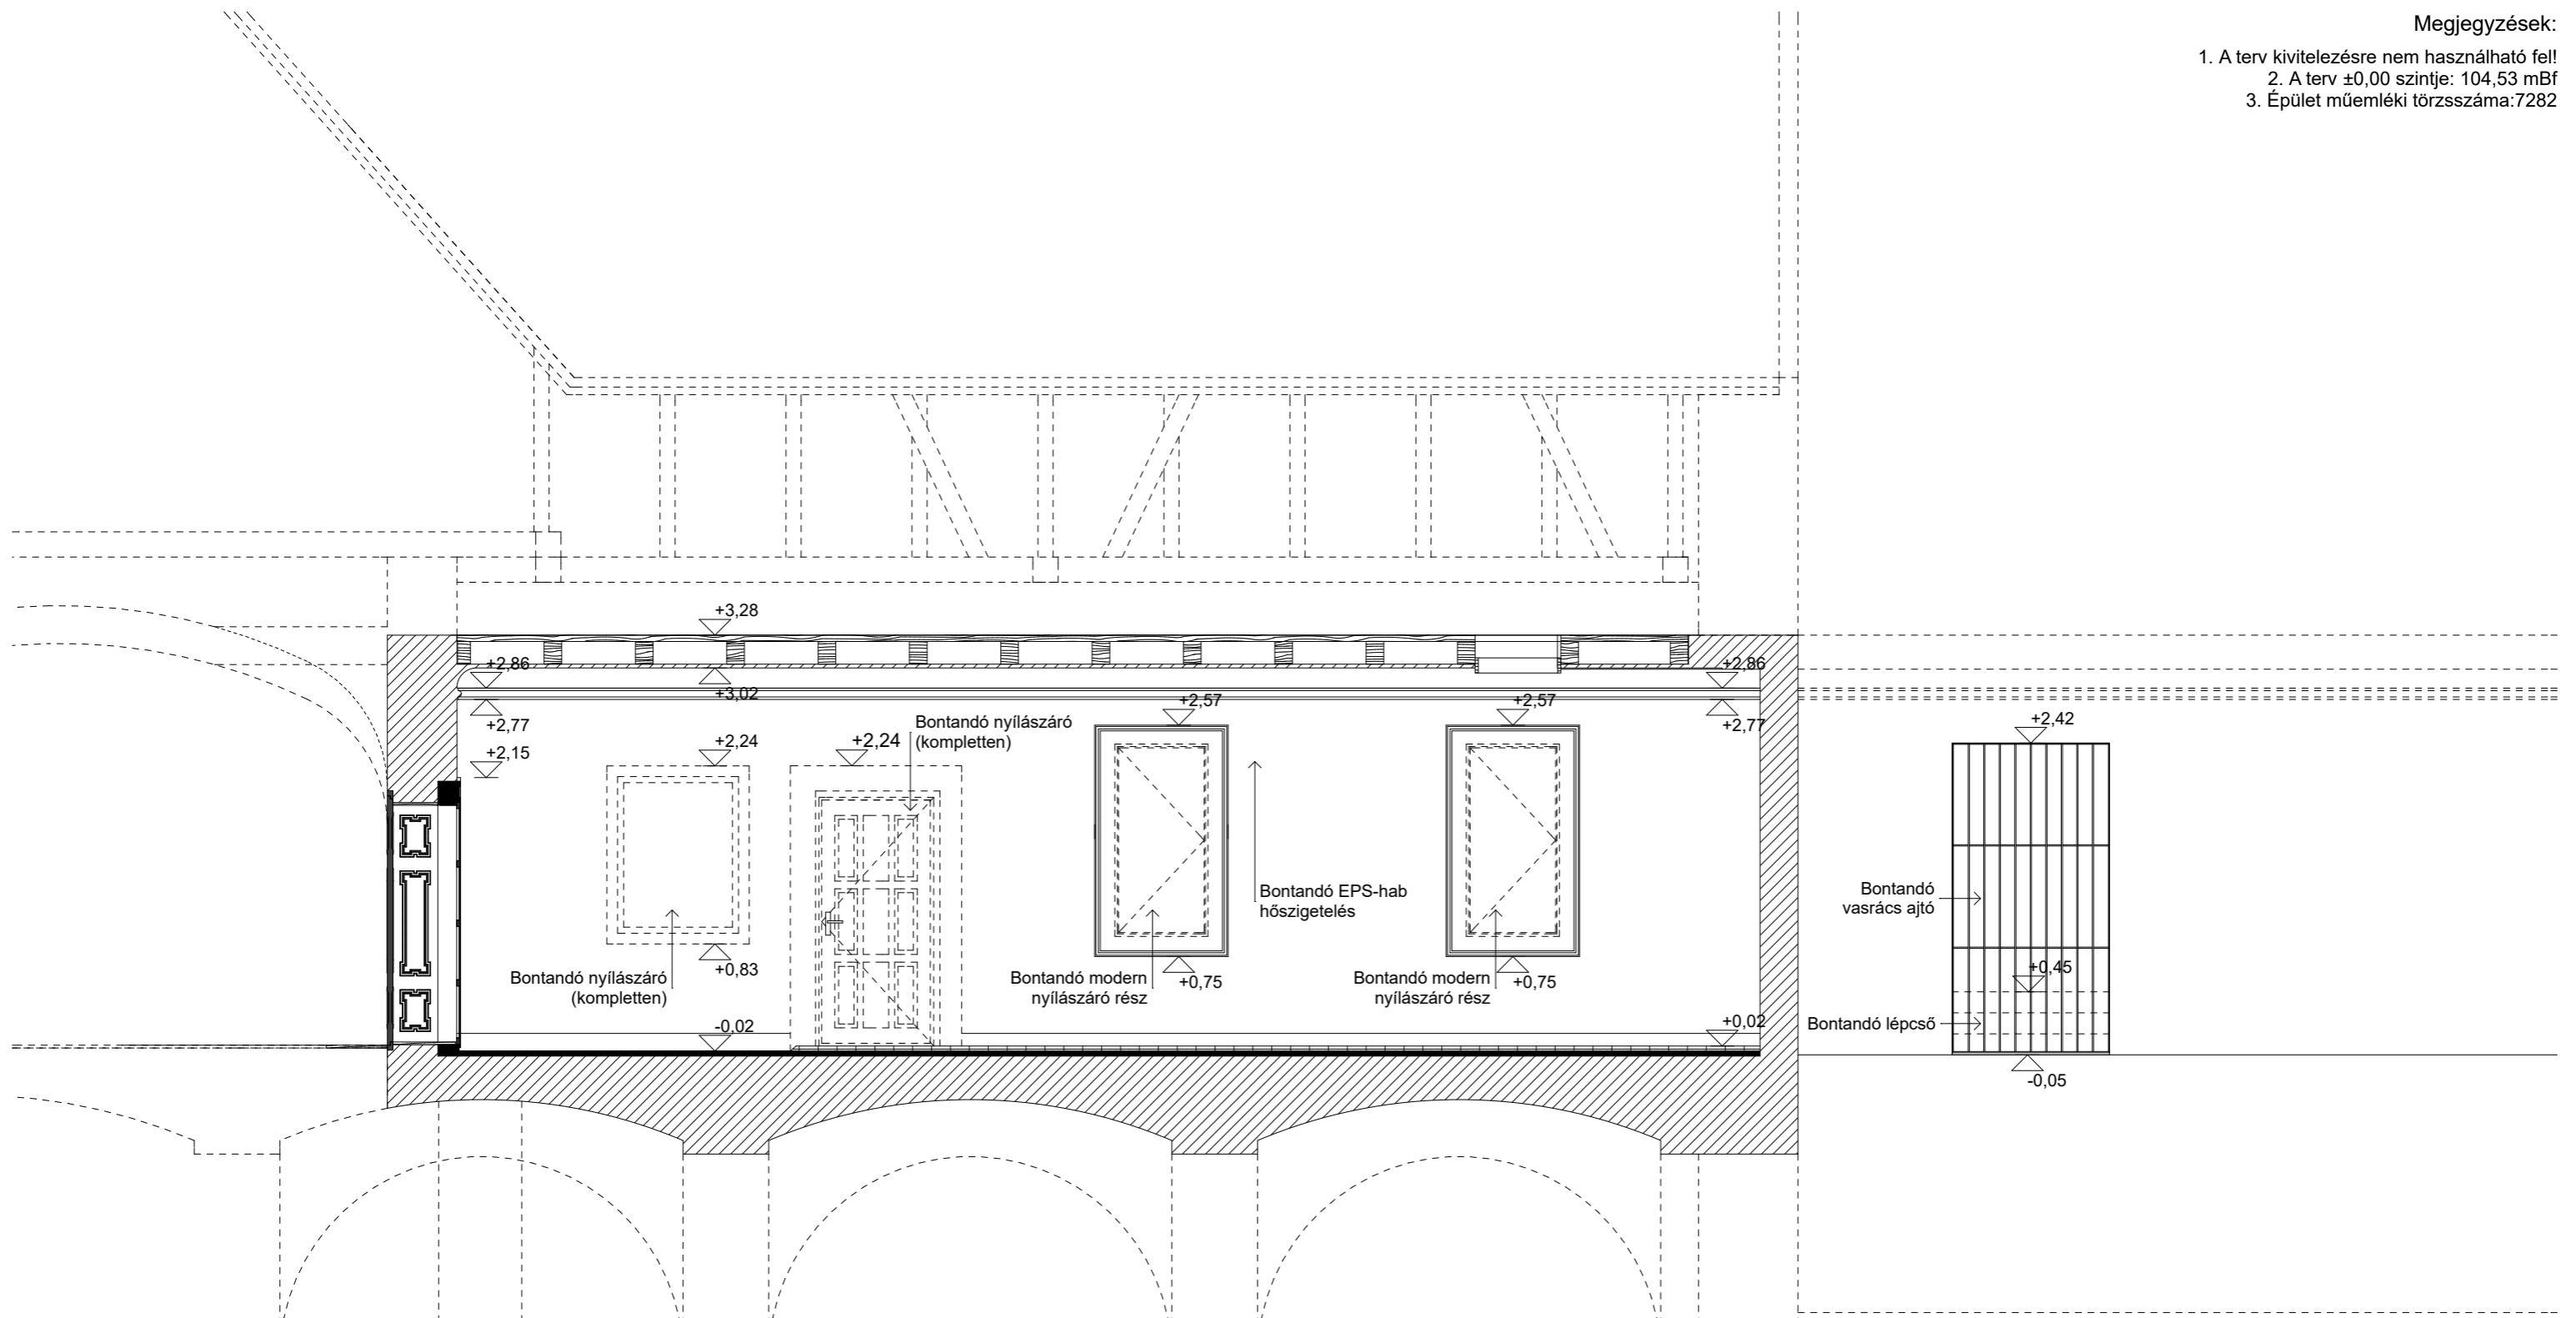 Megjegyzések:
1. A terv kivitelezésre nem használható fel!
2. A terv ±0,00 szintje: 104,53 mBf
3. Épület műemléki törzsszáma:7282
+3,28
+2,86
+2,86
+3,02
+2,57
+2,57
+2,77
+2,77
+2,42
Bontandó nyílászáró
(kompletten)
+2,24
+2,24
+2,15
Bontandó EPS-hab
hőszigetelés
Bontandó
vasrács ajtó
Bontandó nyílászáró
(kompletten)
+0,83
Bontandó modern
nyílászáró rész
+0,75
Bontandó modern
nyílászáró rész
+0,75
+0,45
-0,02
+0,02
Bontandó lépcső
-0,05